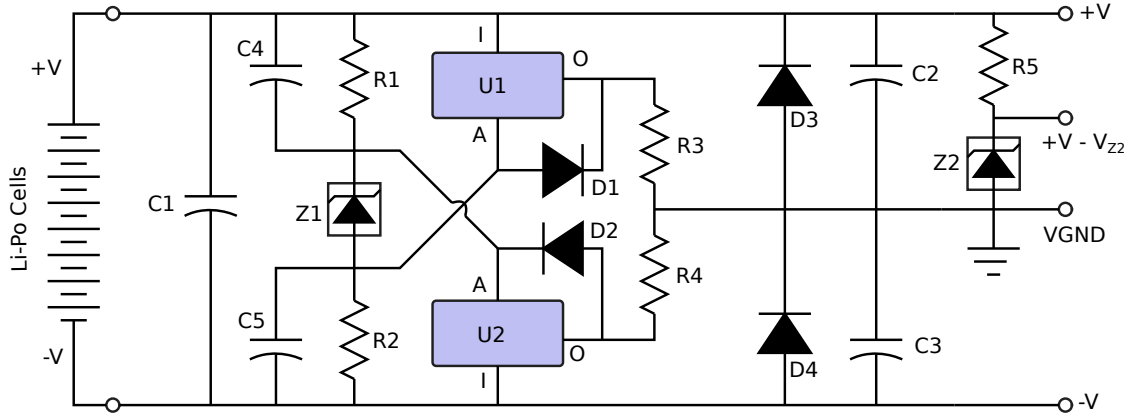 +V
I
C4
O
+V
R1
U1
C2
R5
D3
A
+V - VZ2
R3
Z2
D1
C1
Z1
Li-Po Cells
D2
VGND
R4
A
C5
-V
R2
U2
O
C3
D4
I
-V